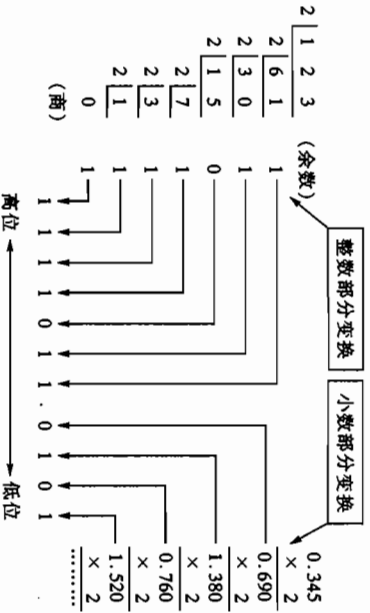 整数部分变换 小数部分变换
2 1 2 3 (余数) 0.345
× 2
2 6 1 1 0.690
× 2
2 3 0 1 1.380
× 2
2 1 5 0 0.760
× 2
2 7 1 1.520
× 2
2 3 1 ……
2 1 1
0 1
(商)
1 1 1 1 0 1 1 . 0 1 0 1
高位 低位